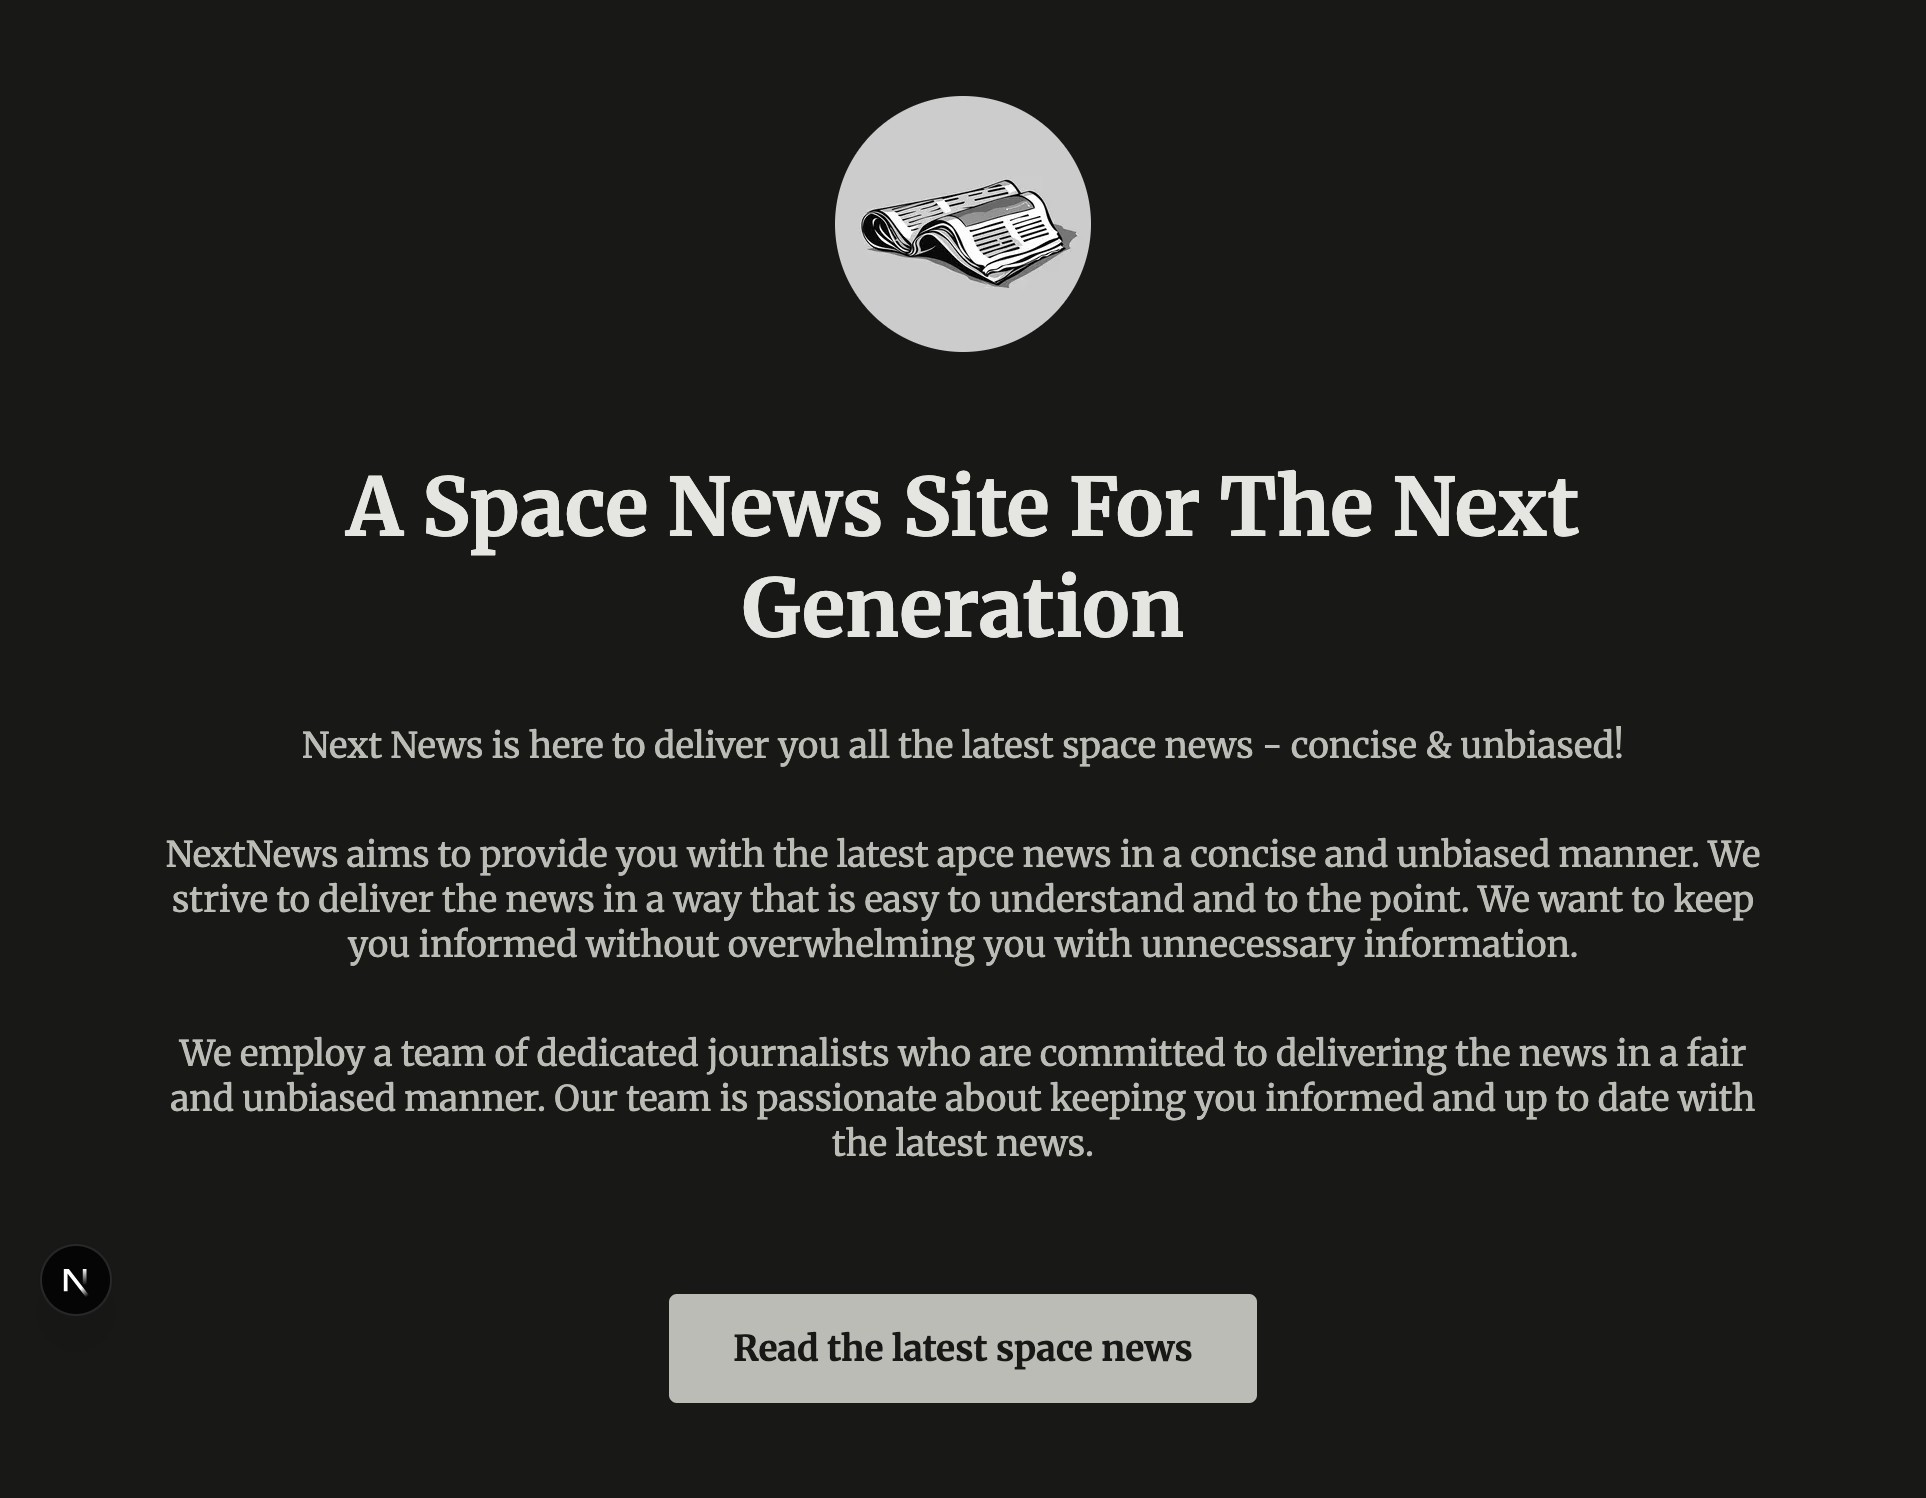 A Space News Site For The Next
Generation
Next News is here to deliver you all the latest space news - concise & unbiased!
NextNews aims to provide you with the latest apce news in a concise and unbiased manner. We
strive to deliver the news in a way that is easy to understand and to the point. We want to keep
you informed without overwhelming you with unnecessary information.
We employ a team of dedicated journalists who are committed to delivering the news in a fair
and unbiased manner. Our team is passionate about keeping you informed and up to date with
the latest news.
N
Read the latest space news